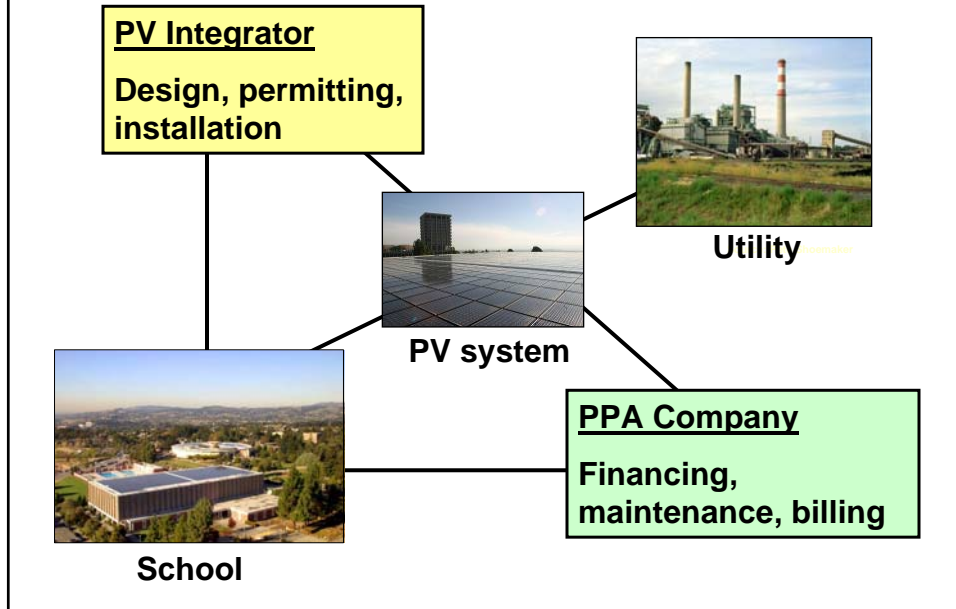 PV Integrator
Design, permitting,
installation
Utility
PV system
PPA Company
Financing,
maintenance, billing
School